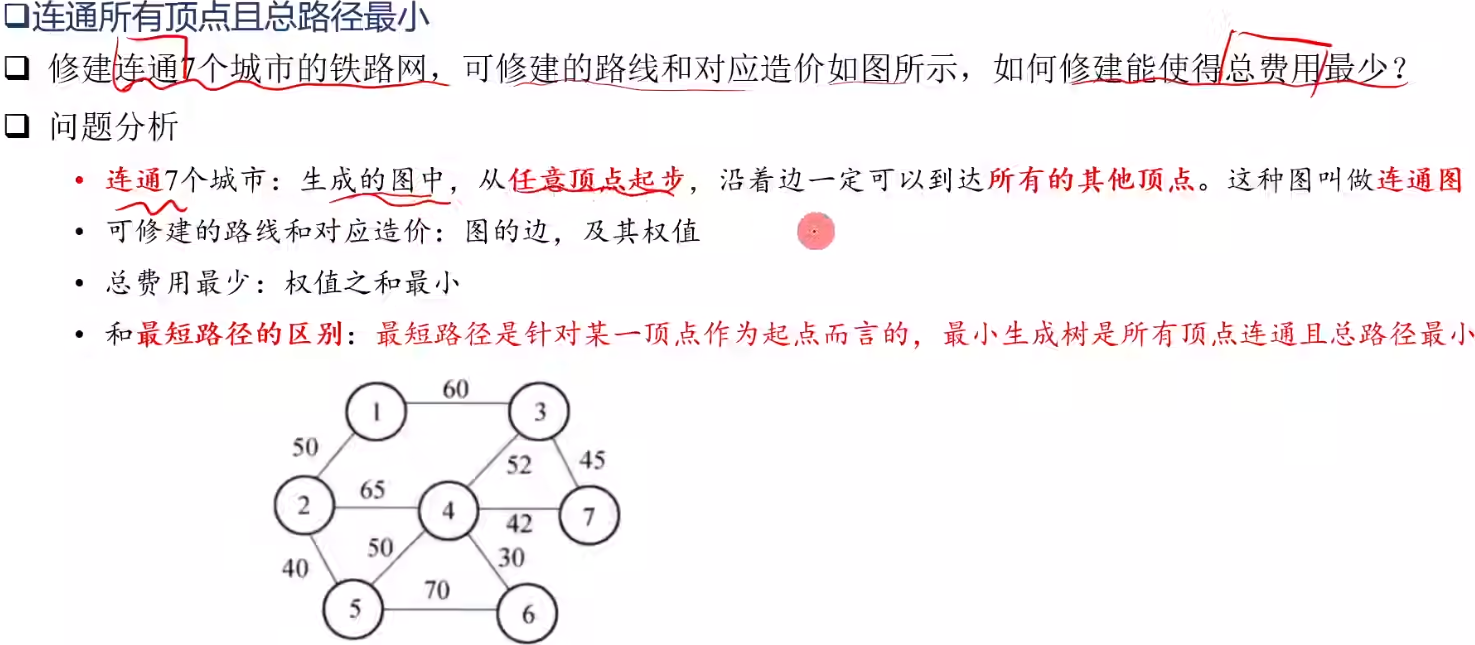 ❑连通所有顶点且总路径最小
❑ 修建连通7个城市的铁路网，可修建的路线和对应造价如图所示，如何修建能使得总费用最少？
❑ 问题分析
• 连通7个城市：生成的图中，从任意顶点起步，沿着边一定可以到达所有的其他顶点。这种图叫做连通图
• 可修建的路线和对应造价：图的边，及其权值
• 总费用最少：权值之和最小
• 和最短路径的区别：最短路径是针对某一顶点作为起点而言的，最小生成树是所有顶点连通且总路径最小
60
1 3
50 52 45
65
2 4 7
42
50 30
40
70
5 6